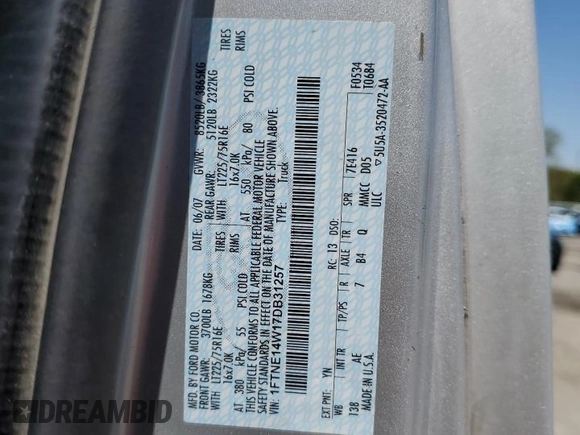 MFD. BY FORD MOTOR CO.
DATE: 06/07 GVWR: 8520LB/ 3865KG
FRONT GAWR: 3700LB 1678KG
REAR GAWR: 5120LB 2322KG
WITH LT225/75R16E TIRES
WITH LT225/75R16E TIRES
16x7.0K RIMS
16x7.0K RIMS
AT 380 kPa/ 55 PSI COLD
AT 550 kPa/ 80 PSI COLD
THIS VEHICLE CONFORMS TO ALL APPLICABLE FEDERAL MOTOR VEHICLE
SAFETY STANDARDS IN EFFECT ON THE DATE OF MANUFACTURE SHOWN ABOVE.
VIN: 1FTNE14W17DB31257
TYPE: Truck
F0534
T0684
EXT PNT: YN RC: 13 DSO: 7E416
WB INT TR TP/PS R AXLE TR SPR
138 AE 7 B4 Q MMCC D05
MADE IN U.S.A. ULC
5U5A-3520472-AA
DREAMBID